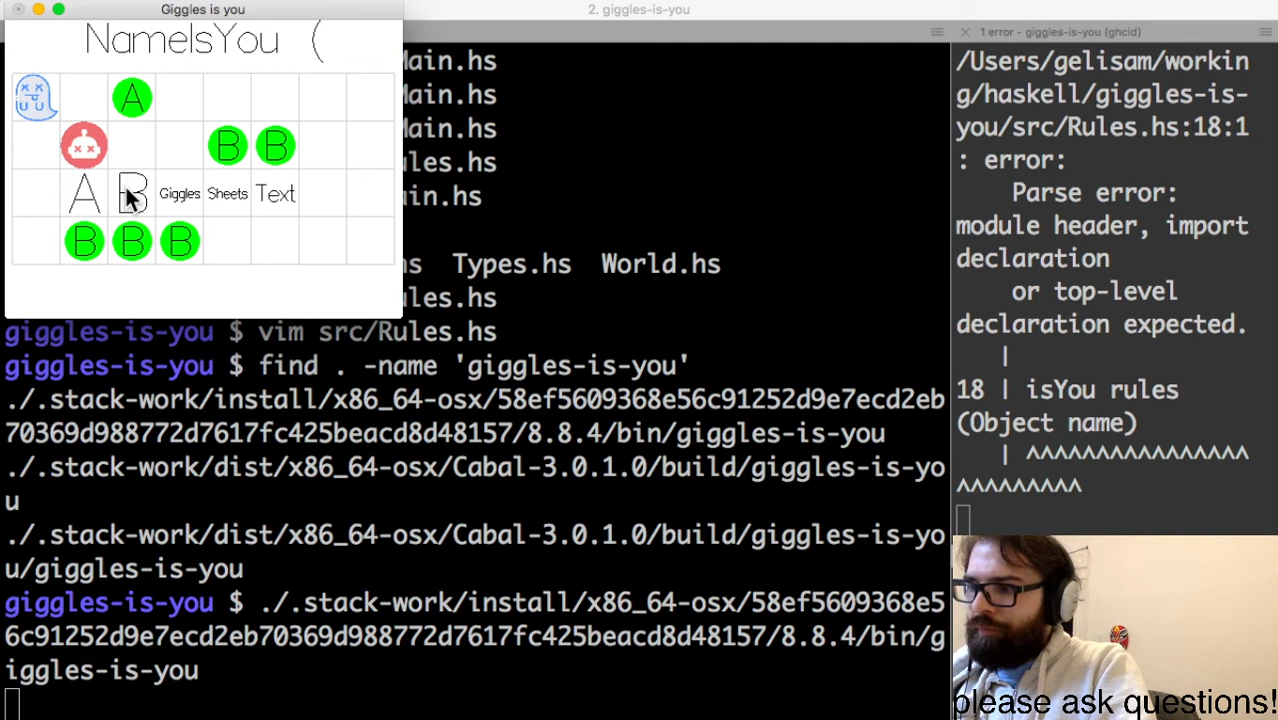 Giggles is you
2. giggles-is-you
NameIsYou (
A
B B
A B Giggles Sheets Text
B B B
Main.hs
Main.hs
Main.hs
Rules.hs
in.hs
s Types.hs World.hs
ules.hs
giggles-is-you $ vim src/Rules.hs
giggles-is-you $ find . -name 'giggles-is-you'
./.stack-work/install/x86_64-osx/58ef5609368e56c91252d9e7ecd2eb
70369d988772d7617fc425beacd8d48157/8.8.4/bin/giggles-is-you
./.stack-work/dist/x86_64-osx/Cabal-3.0.1.0/build/giggles-is-yo
u
./.stack-work/dist/x86_64-osx/Cabal-3.0.1.0/build/giggles-is-yo
u/giggles-is-you
giggles-is-you $ ./.stack-work/install/x86_64-osx/58ef5609368e5
6c91252d9e7ecd2eb70369d988772d7617fc425beacd8d48157/8.8.4/bin/g
iggles-is-you
1 error - giggles-is-you (ghcid)
/Users/gelisam/workin
g/haskell/giggles-is-
you/src/Rules.hs:18:1
: error:
Parse error:
module header, import
declaration
or top-level
declaration expected.
|
18 | isYou rules
(Object name)
| ^^^^^^^^^^^^^^^^
^^^^^^^^^
please ask questions!